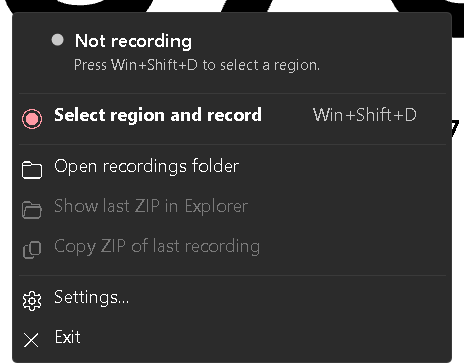 Not recording
Press Win+Shift+D to select a region.
Select region and record Win+Shift+D
Open recordings folder
Show last ZIP in Explorer
Copy ZIP of last recording
Settings...
Exit